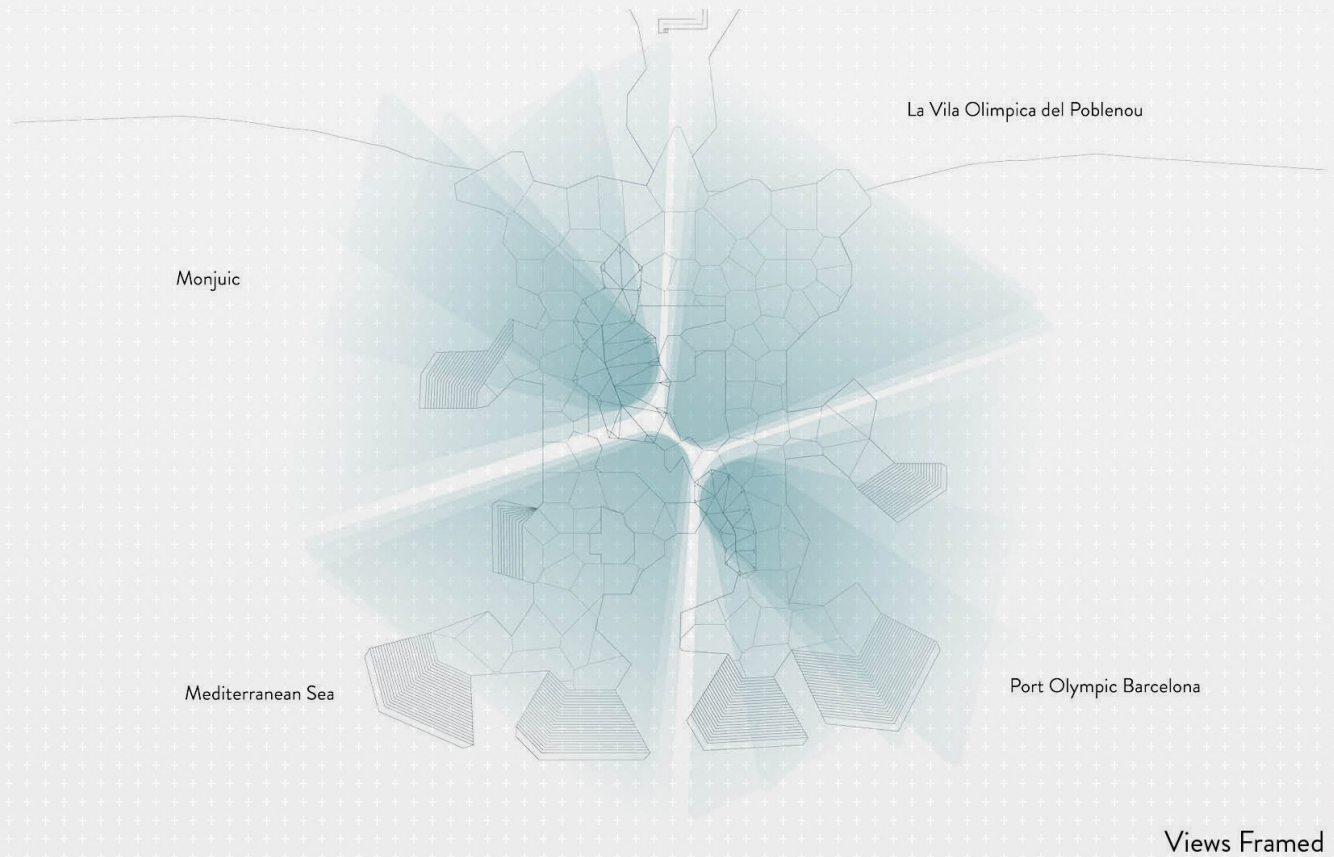 La Vila Olimpica del Poblenou
Monjuic
Mediterranean Sea
Port Olympic Barcelona
Views Framed